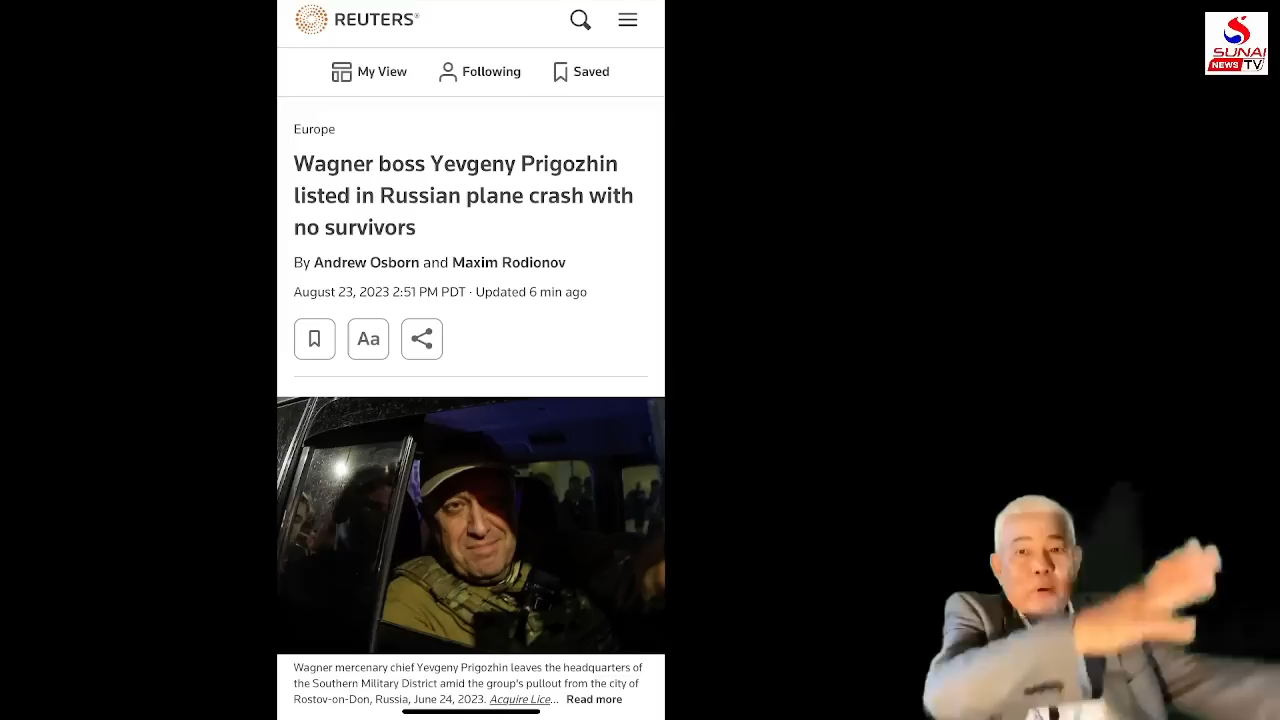 REUTERS
SUNAI
NEWS TV
My View
Following
Saved
Europe
Wagner boss Yevgeny Prigozhin
listed in Russian plane crash with
no survivors
By Andrew Osborn and Maxim Rodionov
August 23, 2023 2:51 PM PDT · Updated 6 min ago
Aa
Wagner mercenary chief Yevgeny Prigozhin leaves the headquarters of
the Southern Military District amid the group's pullout from the city of
Rostov-on-Don, Russia, June 24, 2023. Acquire Lice... Read more